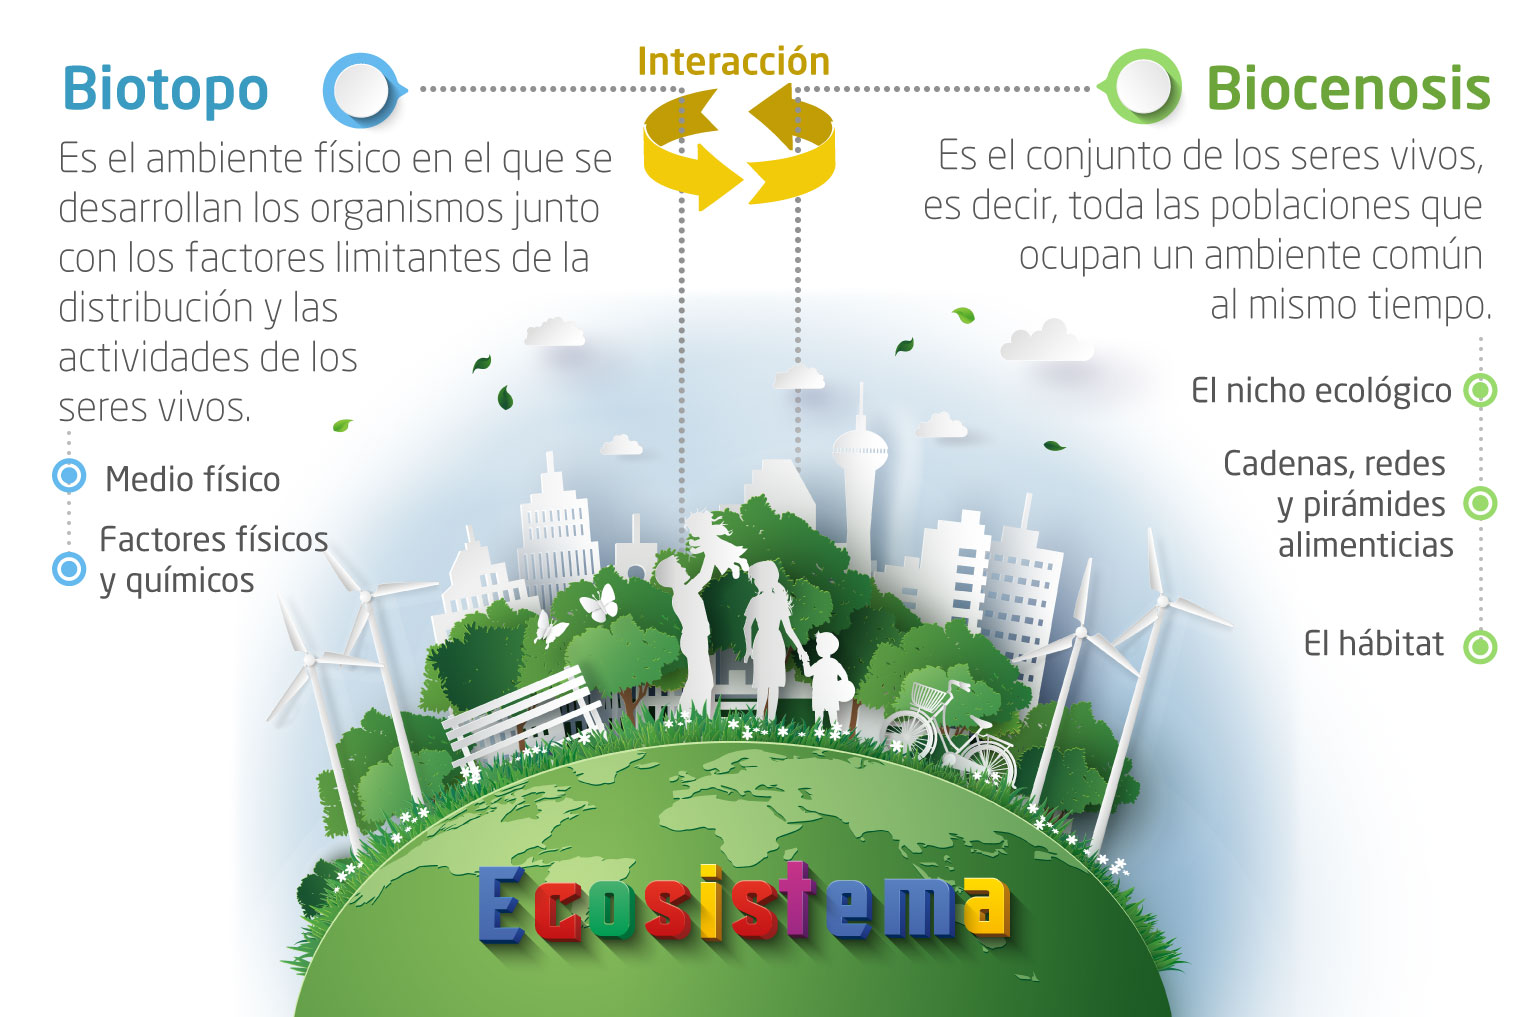 Biotopo
Es el ambiente físico en el que se
desarrollan los organismos junto
con los factores limitantes de la
distribución y las
actividades de los
seres vivos.
Medio físico
Factores físicos
y químicos
Interacción
Biocenosis
Es el conjunto de los seres vivos,
es decir, toda las poblaciones que
ocupan un ambiente común
al mismo tiempo.
El nicho ecológico
Cadenas, redes
y pirámides
alimenticias
El hábitat
Ecosistema